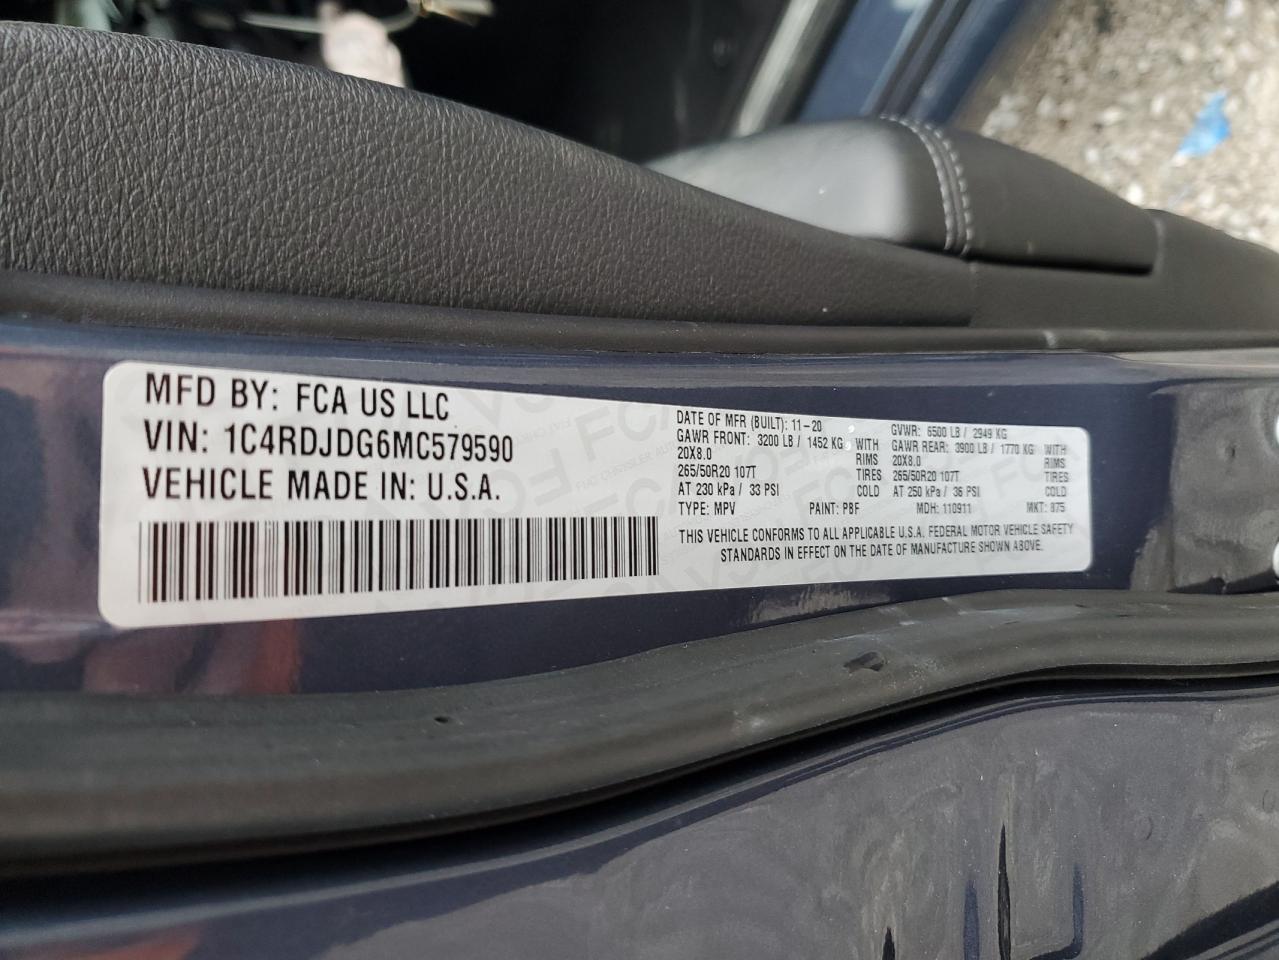 MFD BY: FCA US LLC
VIN: 1C4RDJDG6MC579590
VEHICLE MADE IN: U.S.A.
DATE OF MFR (BUILT): 11-20
GAWR FRONT: 3200 LB / 1452 KG WITH
20X8.0 RIMS
265/50R20 107T TIRES
AT 230 kPa / 33 PSI COLD
TYPE: MPV PAINT: PBF
GVWR: 6500 LB / 2949 KG
GAWR REAR: 3900 LB / 1770 KG WITH
20X8.0 RIMS
265/50R20 107T TIRES
AT 250 kPa / 36 PSI COLD
MDH: 110911 MKT: 875
THIS VEHICLE CONFORMS TO ALL APPLICABLE U.S.A. FEDERAL MOTOR VEHICLE SAFETY
STANDARDS IN EFFECT ON THE DATE OF MANUFACTURE SHOWN ABOVE.